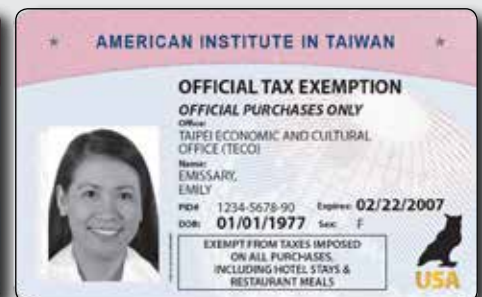 AMERICAN INSTITUTE IN TAIWAN
OFFICIAL TAX EXEMPTION
OFFICIAL PURCHASES ONLY
Office:
TAIPEI ECONOMIC AND CULTURAL
OFFICE (TECO)
Name:
EMISSARY,
EMILY
PID# 1234-5678-90 Expires: 02/22/2007
DOB: 01/01/1977 Sex: F
EXEMPT FROM TAXES IMPOSED
ON ALL PURCHASES,
INCLUDING HOTEL STAYS &
RESTAURANT MEALS
USA